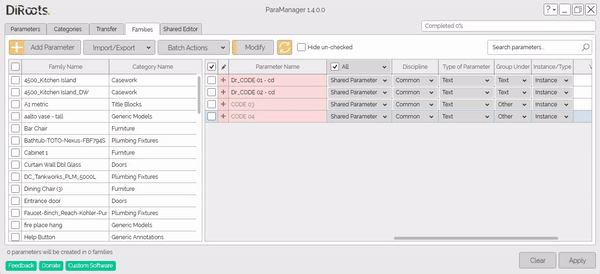 DiRoots. ParaManager 1.4.0.0
Parameters Categories Transfer Families Shared Editor Completed 0%
Add Parameter Import/Export Batch Actions Modify Hide un-checked Search parameters...
Family Name Category Name Parameter Name All Discipline Type of Parameter Group Under Instance/Type
4500_Kitchen Island Casework Dr_CODE 01 - cd Shared Parameter Common Text Text Instance
4500_Kitchen Island_DW Casework Dr_CODE 02 - cd Shared Parameter Common Text Text Instance
A1 metric Title Blocks CODE 03 Shared Parameter Common Text Other Instance
aalto vase - tall Generic Models CODE 04 Shared Parameter Common Text Other Instance
Bar Chair Furniture
Bathtub-TOTO-Nexus-FBF794S Plumbing Fixtures
Cabinet 1 Furniture
Curtain Wall Dbl Glass Doors
DC_Tankworks_PLM_5000L Plumbing Fixtures
Dining Chair (3) Furniture
Entrance door Doors
Faucet-8inch_Reach-Kohler-Pur Plumbing Fixtures
fire place hang Generic Models
Help Button Generic Annotations
0 parameters will be created in 0 families
Feedback Donate Custom Software Clear Apply